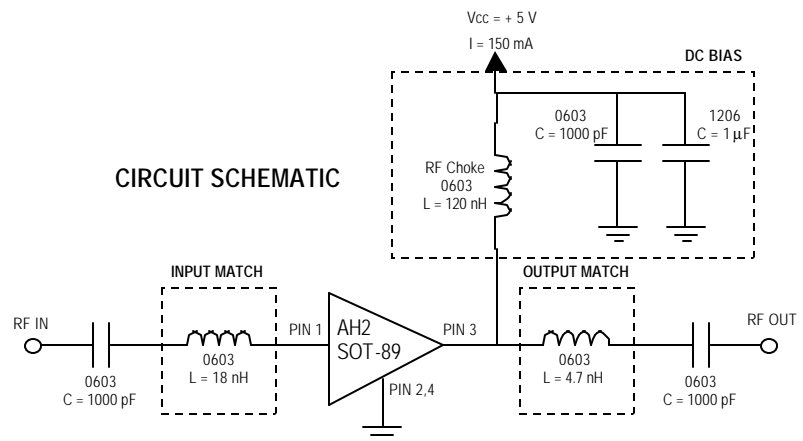 Vcc = + 5 V
I = 150 mA
DC BIAS
0603
C = 1000 pF
1206
C = 1 µF
RF Choke
0603
L = 120 nH
CIRCUIT SCHEMATIC
INPUT MATCH
OUTPUT MATCH
RF IN
0603
C = 1000 pF
0603
L = 18 nH
PIN 1
AH2
SOT-89
PIN 3
PIN 2,4
0603
L = 4.7 nH
0603
C = 1000 pF
RF OUT